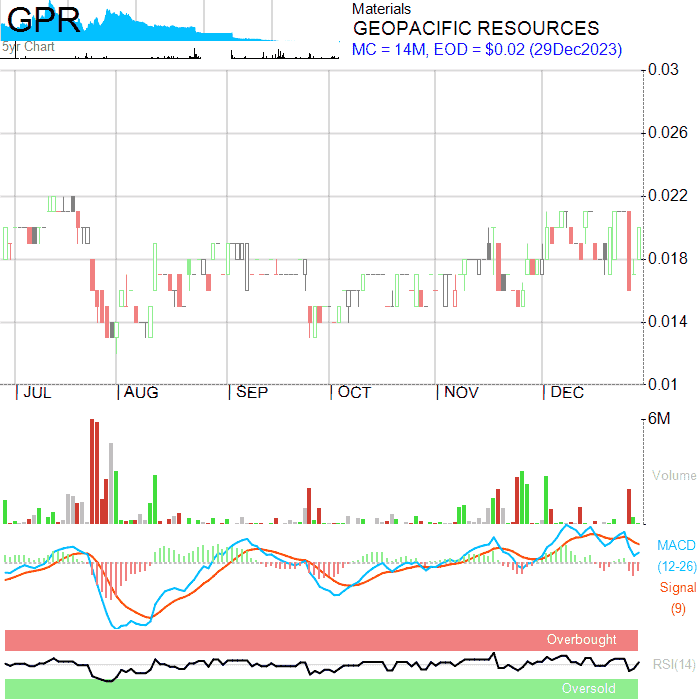 GPR
5yr Chart
Materials
GEOPACIFIC RESOURCES
MC = 14M, EOD = $0.02 (29Dec2023)
0.03
0.026
0.022
0.018
0.014
0.01
JUL AUG SEP OCT NOV DEC
6M
Volume
MACD
(12-26)
Signal
(9)
Overbought
RSI(14)
Oversold